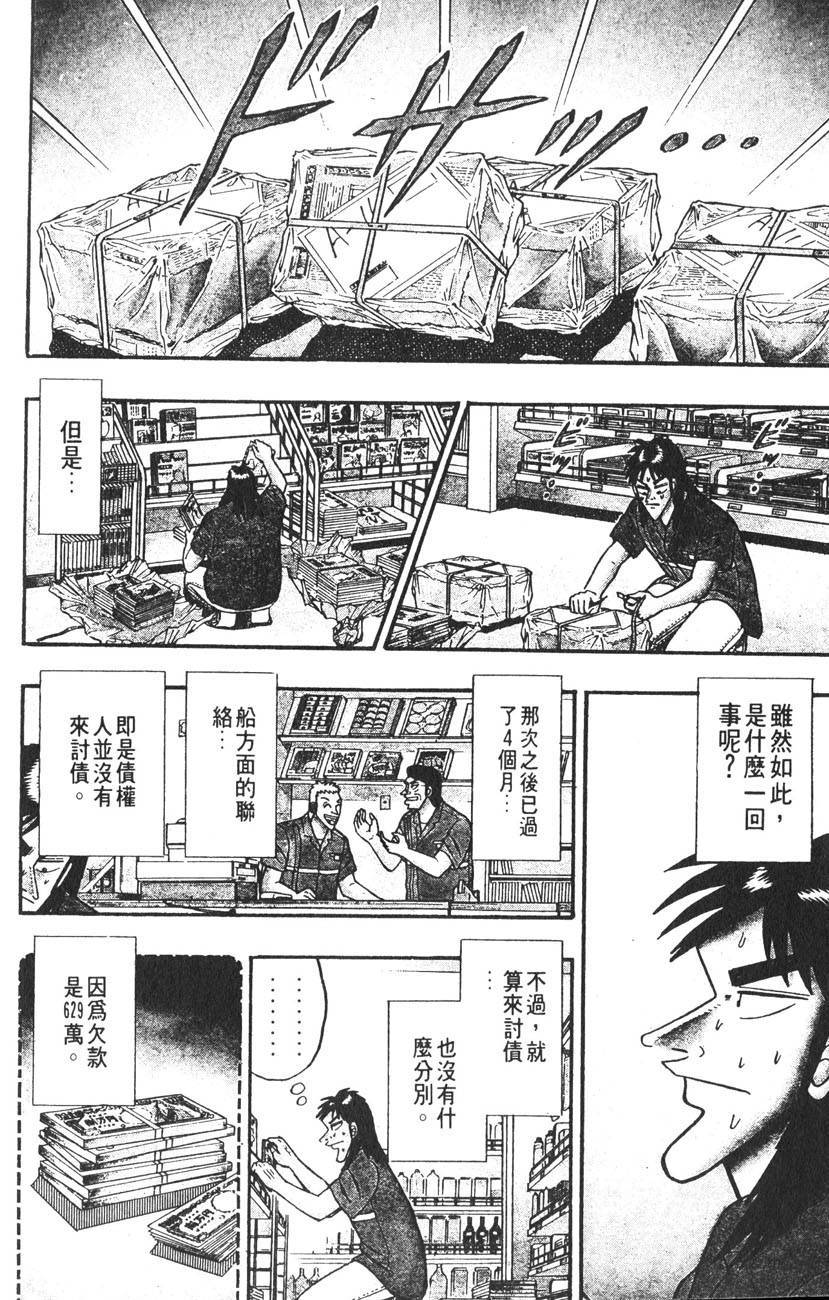 ドサッ・・・
ビッ
ビッ
但是…
雖然如此，
是什麼一回
事呢？
那次之後已過
了4個月…
船方面的聯
絡…
即是債權
人並沒有
來討債。
不過，就
算來討債
…
也沒有什
麼分別。
………
………
因為欠款
是629萬。